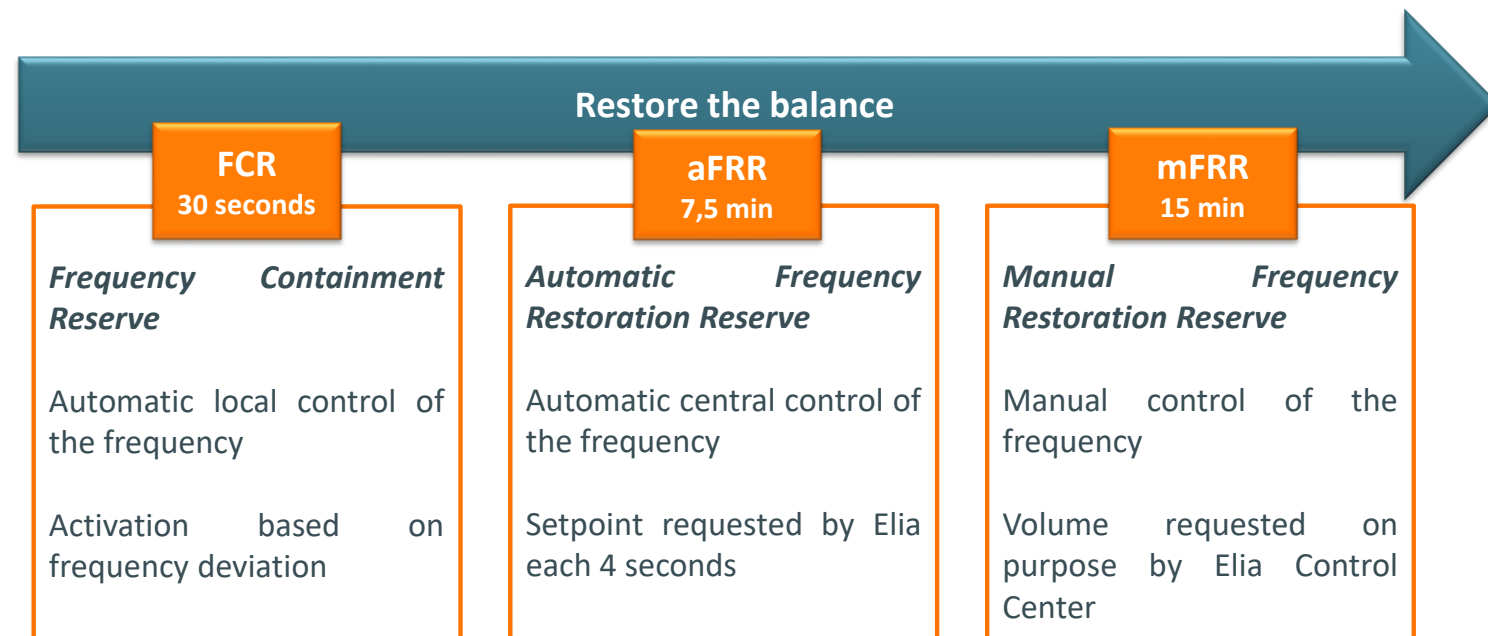 Restore the balance
FCR
30 seconds
Frequency Containment
Reserve
Automatic local control of
the frequency
Activation based on
frequency deviation
aFRR
7,5 min
Automatic Frequency
Restoration Reserve
Automatic central control of
the frequency
Setpoint requested by Elia
each 4 seconds
mFRR
15 min
Manual Frequency
Restoration Reserve
Manual control of the
frequency
Volume requested on
purpose by Elia Control
Center